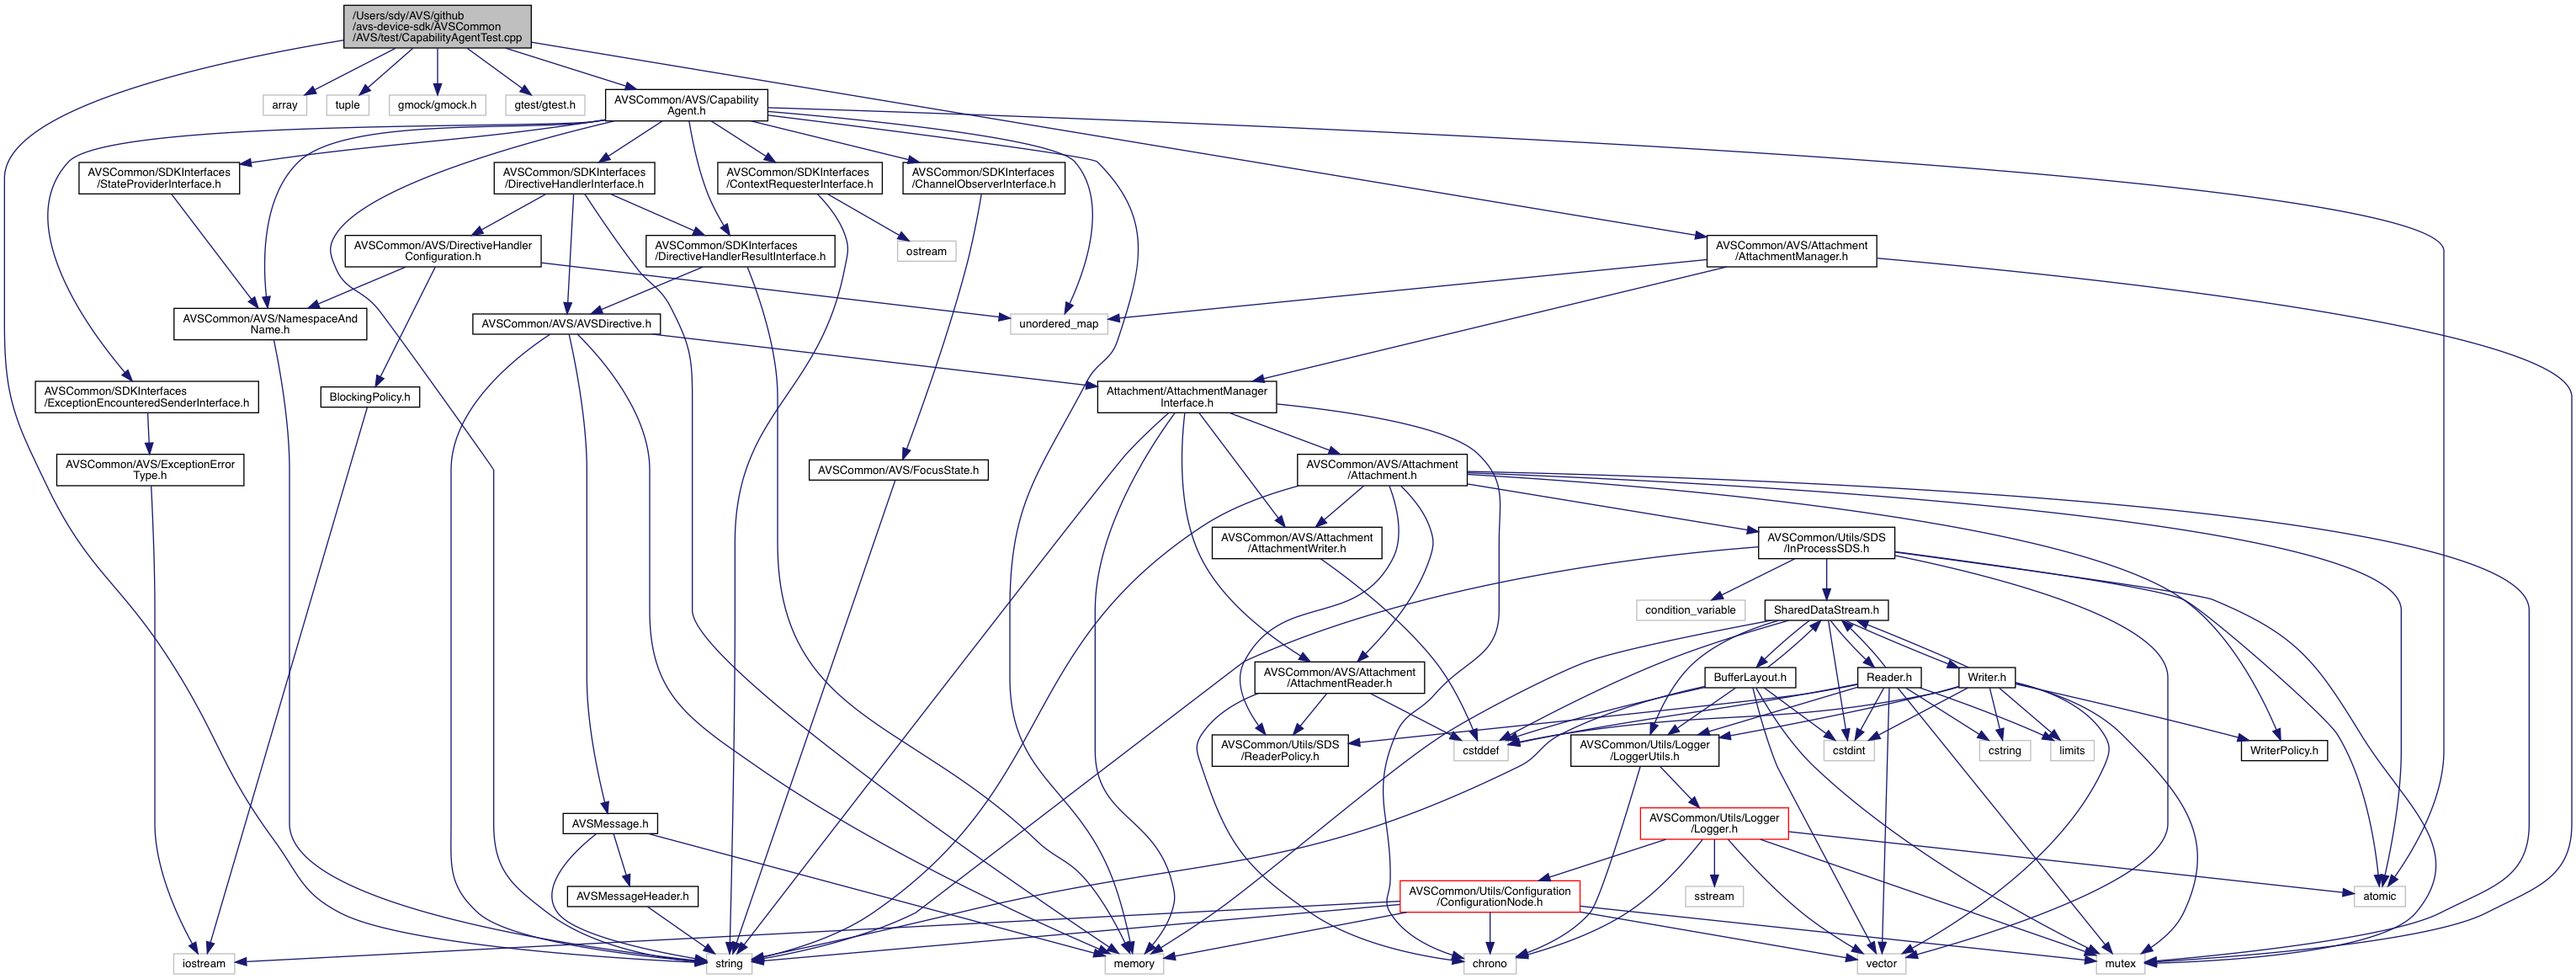 /Users/sdy/AVS/github
/avs-device-sdk/AVSCommon
/AVS/test/CapabilityAgentTest.cpp
array
tuple
gmock/gmock.h
gtest/gtest.h
AVSCommon/AVS/Capability
Agent.h
AVSCommon/SDKInterfaces
/StateProviderInterface.h
AVSCommon/SDKInterfaces
/DirectiveHandlerInterface.h
AVSCommon/SDKInterfaces
/ContextRequesterInterface.h
AVSCommon/SDKInterfaces
/ChannelObserverInterface.h
AVSCommon/AVS/DirectiveHandler
Configuration.h
AVSCommon/SDKInterfaces
/DirectiveHandlerResultInterface.h
ostream
AVSCommon/AVS/Attachment
/AttachmentManager.h
AVSCommon/AVS/NamespaceAnd
Name.h
AVSCommon/AVS/AVSDirective.h
unordered_map
AVSCommon/SDKInterfaces
/ExceptionEncounteredSenderInterface.h
BlockingPolicy.h
Attachment/AttachmentManager
Interface.h
AVSCommon/AVS/ExceptionError
Type.h
AVSCommon/AVS/FocusState.h
AVSCommon/AVS/Attachment
/Attachment.h
AVSCommon/AVS/Attachment
/AttachmentWriter.h
AVSCommon/Utils/SDS
/InProcessSDS.h
condition_variable
SharedDataStream.h
AVSCommon/AVS/Attachment
/AttachmentReader.h
BufferLayout.h
Reader.h
Writer.h
AVSCommon/Utils/SDS
/ReaderPolicy.h
cstddef
AVSCommon/Utils/Logger
/LoggerUtils.h
cstdint
cstring
limits
WriterPolicy.h
AVSMessage.h
AVSCommon/Utils/Logger
/Logger.h
AVSMessageHeader.h
AVSCommon/Utils/Configuration
/ConfigurationNode.h
sstream
atomic
iostream
string
memory
chrono
vector
mutex